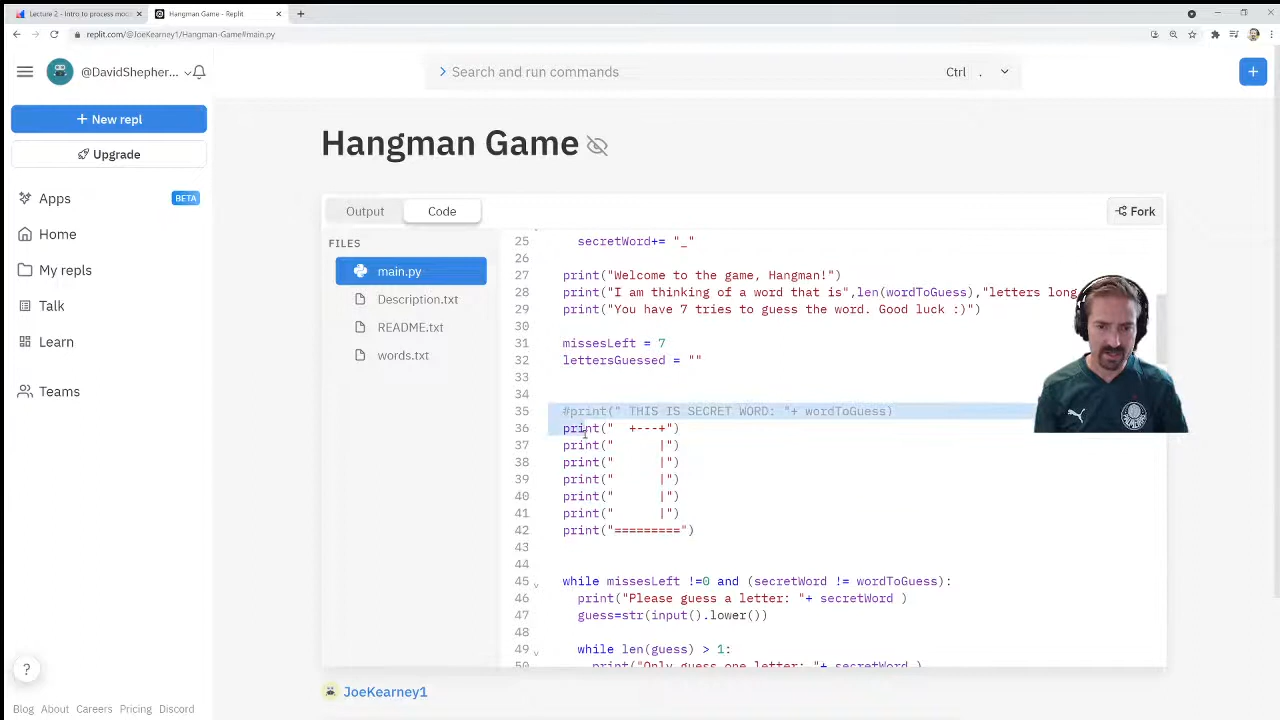 Lecture 2 - Intro to process moc
Hangman Game - Replit
replit.com/@JoeKearney1/Hangman-Game#main.py
@DavidShepher...
Search and run commands
Ctrl .
+ New repl
Upgrade
Apps BETA
Home
My repls
Talk
Learn
Teams
Hangman Game
Output
Code
Fork
FILES
main.py
Description.txt
README.txt
words.txt
25 secretWord+= "_"
26
27 print("Welcome to the game, Hangman!")
28 print("I am thinking of a word that is",len(wordToGuess),"letters long
29 print("You have 7 tries to guess the word. Good luck :)")
30
31 missesLeft = 7
32 lettersGuessed = ""
33
34
35 #print(" THIS IS SECRET WORD: "+ wordToGuess)
36 print("  +---+")
37 print("      |")
38 print("      |")
39 print("      |")
40 print("      |")
41 print("      |")
42 print("=========")
43
44
45 while missesLeft !=0 and (secretWord != wordToGuess):
46 print("Please guess a letter: "+ secretWord )
47 guess=str(input().lower())
48
49 while len(guess) > 1:
50 print("Only guess one letter: "+ secretWord )
JoeKearney1
?
Blog About Careers Pricing Discord